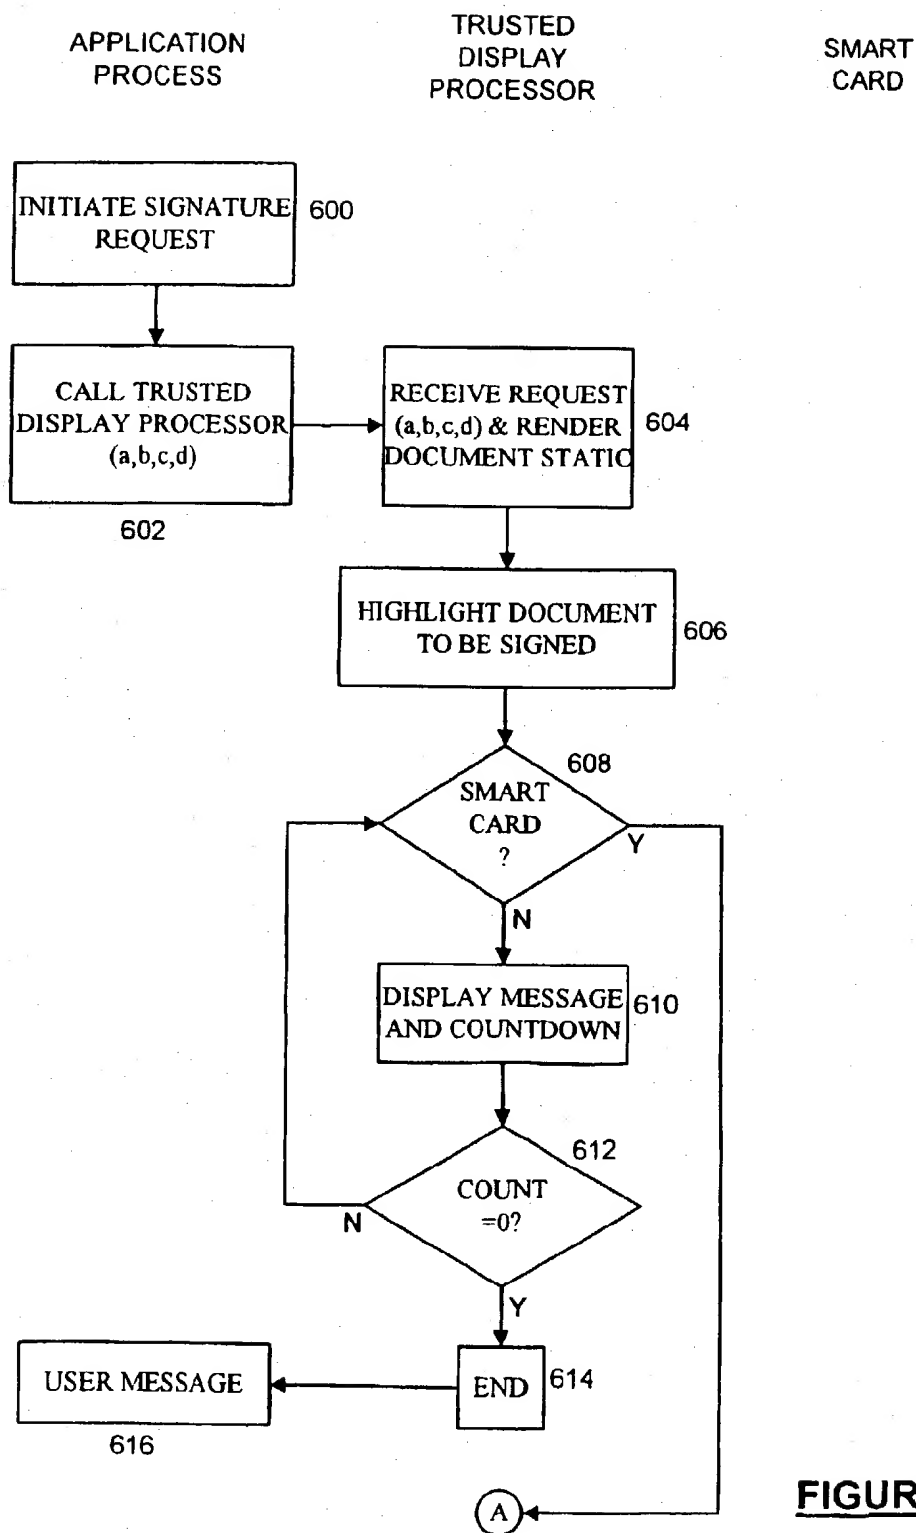 APPLICATION
PROCESS
TRUSTED
DISPLAY
PROCESSOR
SMART
CARD
INITIATE SIGNATURE
REQUEST
600
CALL TRUSTED
DISPLAY PROCESSOR
(a,b,c,d)
602
RECEIVE REQUEST
(a,b,c,d) & RENDER
DOCUMENT STATIC
604
HIGHLIGHT DOCUMENT
TO BE SIGNED
606
608
SMART
CARD
?
Y
N
DISPLAY MESSAGE
AND COUNTDOWN
610
612
COUNT
=0?
N
Y
END
614
USER MESSAGE
616
A
FIGUR